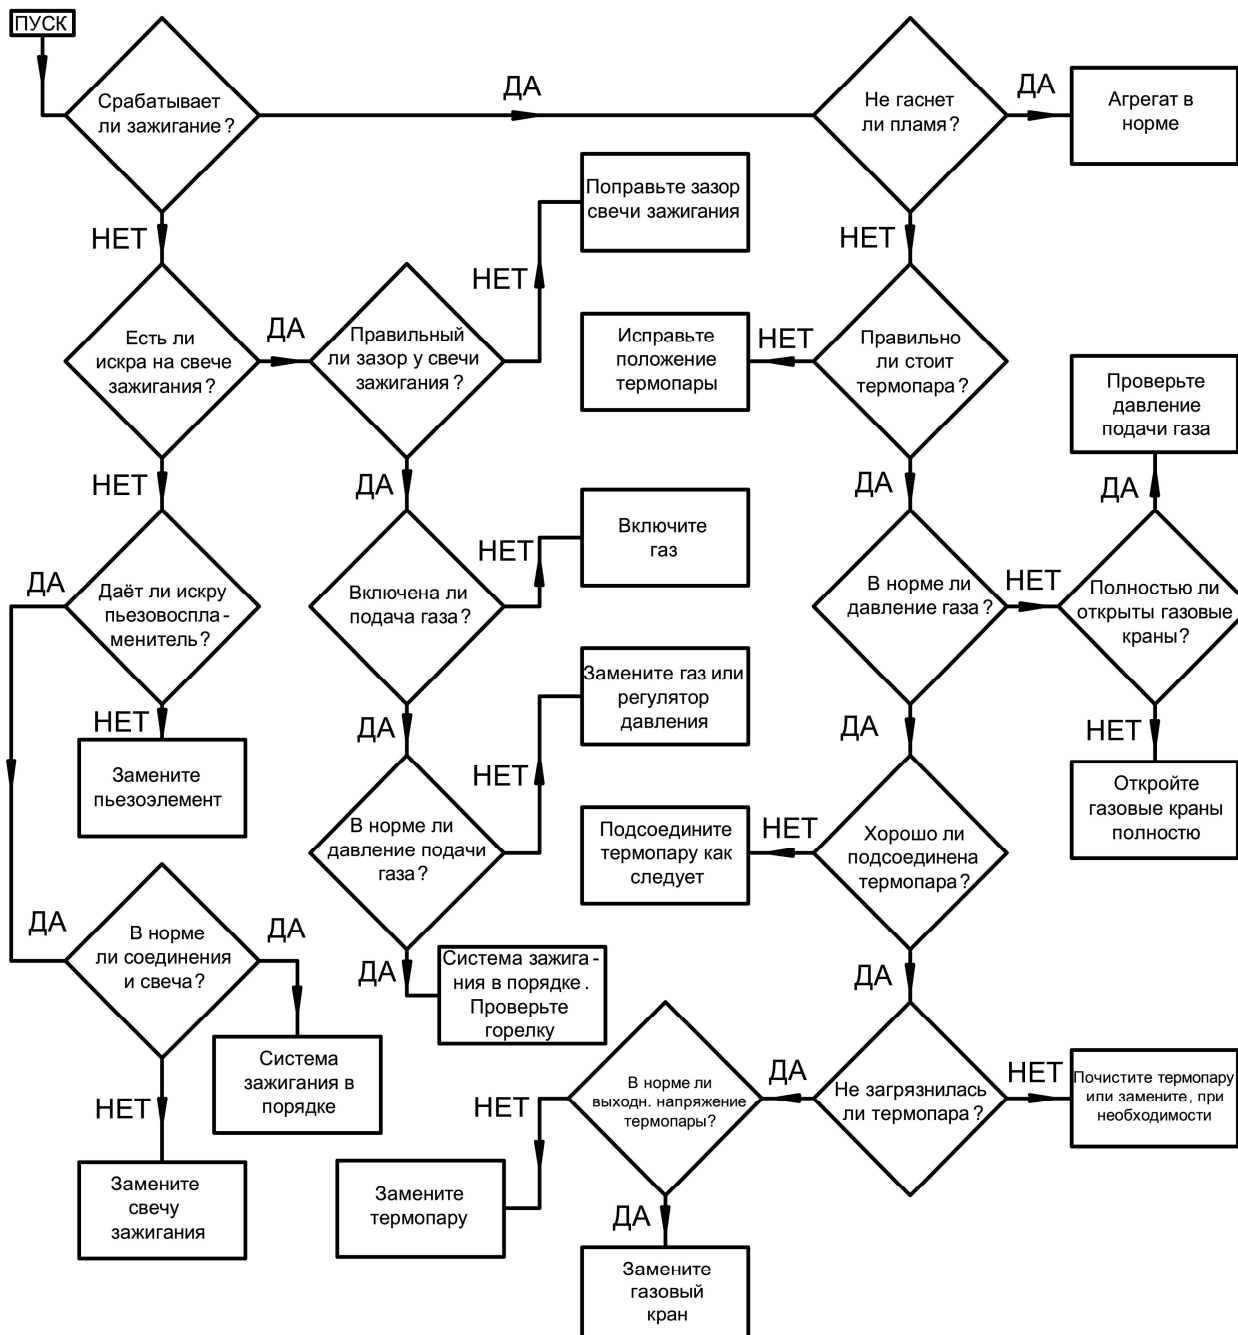 ПУСК
Срабатывает
ли зажигание?
ДА
Не гаснет
ли пламя?
ДА
Агрегат в
норме
НЕТ
Поправьте зазор
свечи зажигания
НЕТ
НЕТ
Есть ли
искра на свече
зажигания?
ДА
Правильный
ли зазор у свечи
зажигания?
Исправьте
положение
термопары
НЕТ
Правильно
ли стоит
термопара?
Проверьте
давление
подачи газа
НЕТ
ДА
ДА
ДА
ДА
Даёт ли искру
пьезовоспла-
менитель?
Включена ли
подача газа?
НЕТ
Включите
газ
В норме ли
давление газа?
НЕТ
Полностью ли
открыты газовые
краны?
НЕТ
Замените
пьезоэлемент
ДА
НЕТ
Замените газ или
регулятор
давления
ДА
НЕТ
Откройте
газовые краны
полностю
В норме ли
давление подачи
газа?
Подсоедините
термопару как
следует
НЕТ
Хорошо ли
подсоединена
термопара?
ДА
В норме
ли соединения
и свеча?
ДА
ДА
Система зажига-
ния в порядке.
Проверьте
горелку
ДА
НЕТ
Система
зажигания в
порядке
НЕТ
В норме ли
выходн. напряжение
термопары?
ДА
Не загрязнилась
ли термопара?
НЕТ
Почистите термопару
или замените, при
необходимости
Замените
свечу
зажигания
Замените
термопару
ДА
Замените
газовый
кран